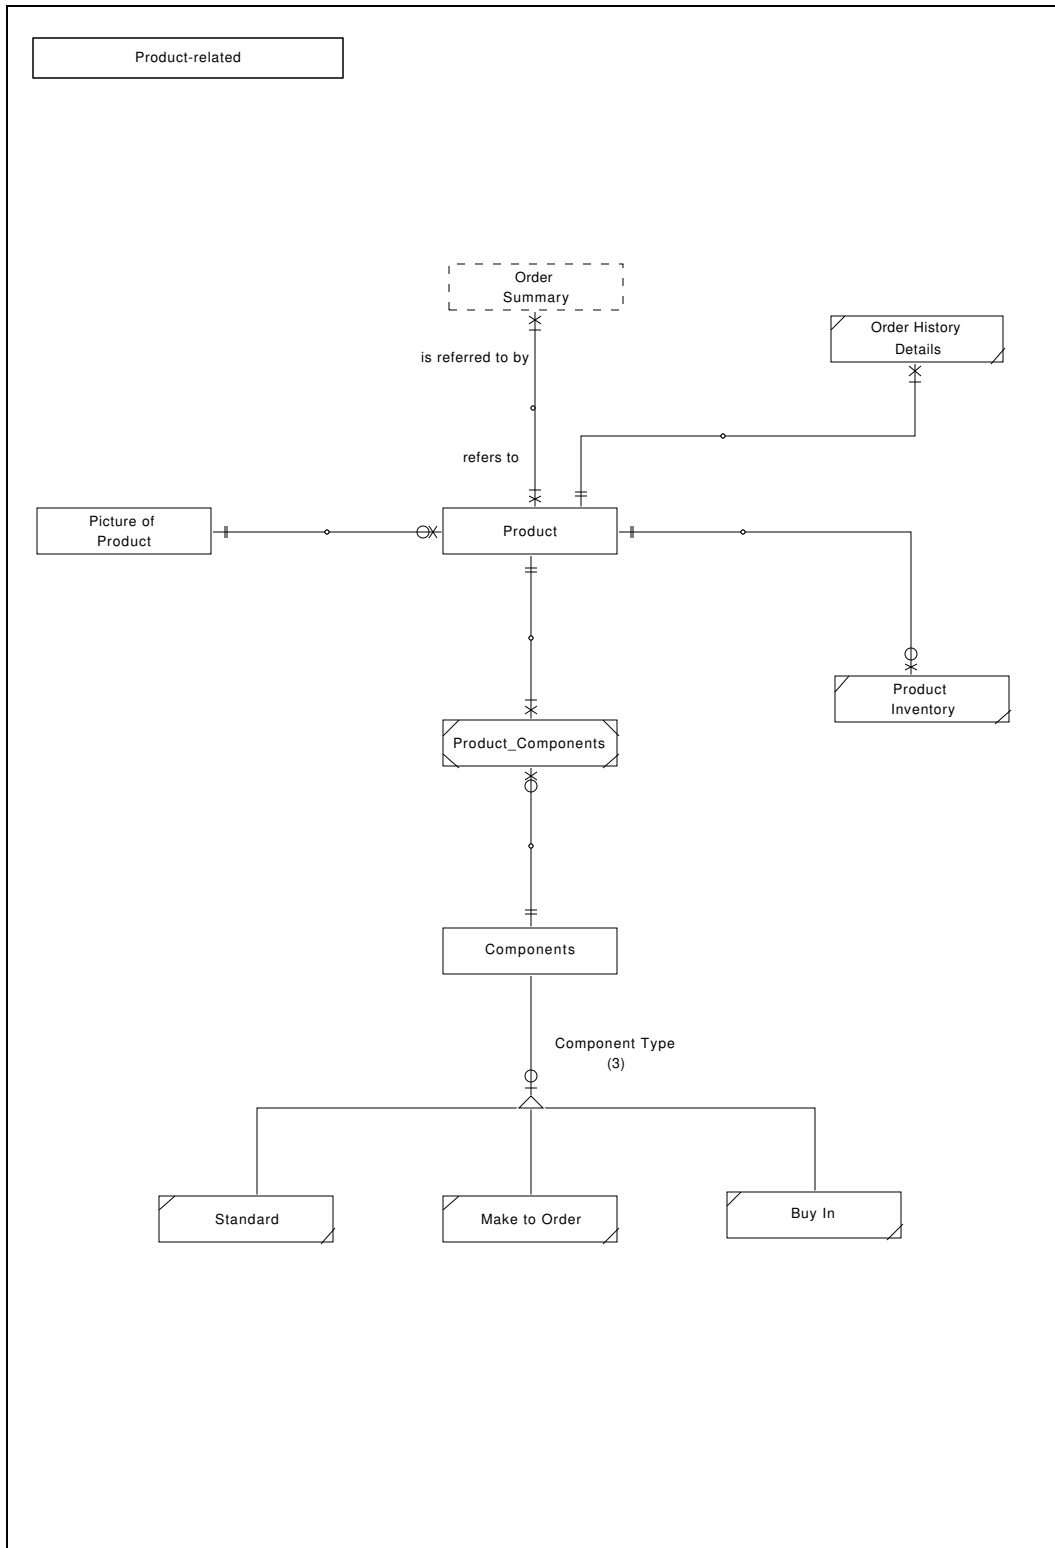 Product-related
Order
Summary
Order History
Details
is referred to by
refers to
Picture of
Product
Product
Product
Inventory
Product_Components
Components
Component Type
(3)
Standard
Make to Order
Buy In